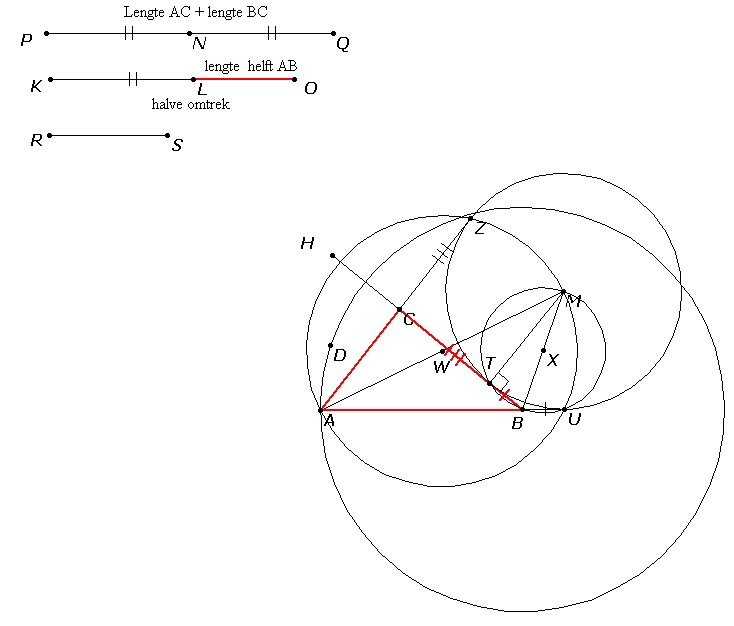 Lengte AC + lengte BC
P N Q
lengte helft AB
K L O
halve omtrek
R S
Z
H
M
C
D
W T X
A B U